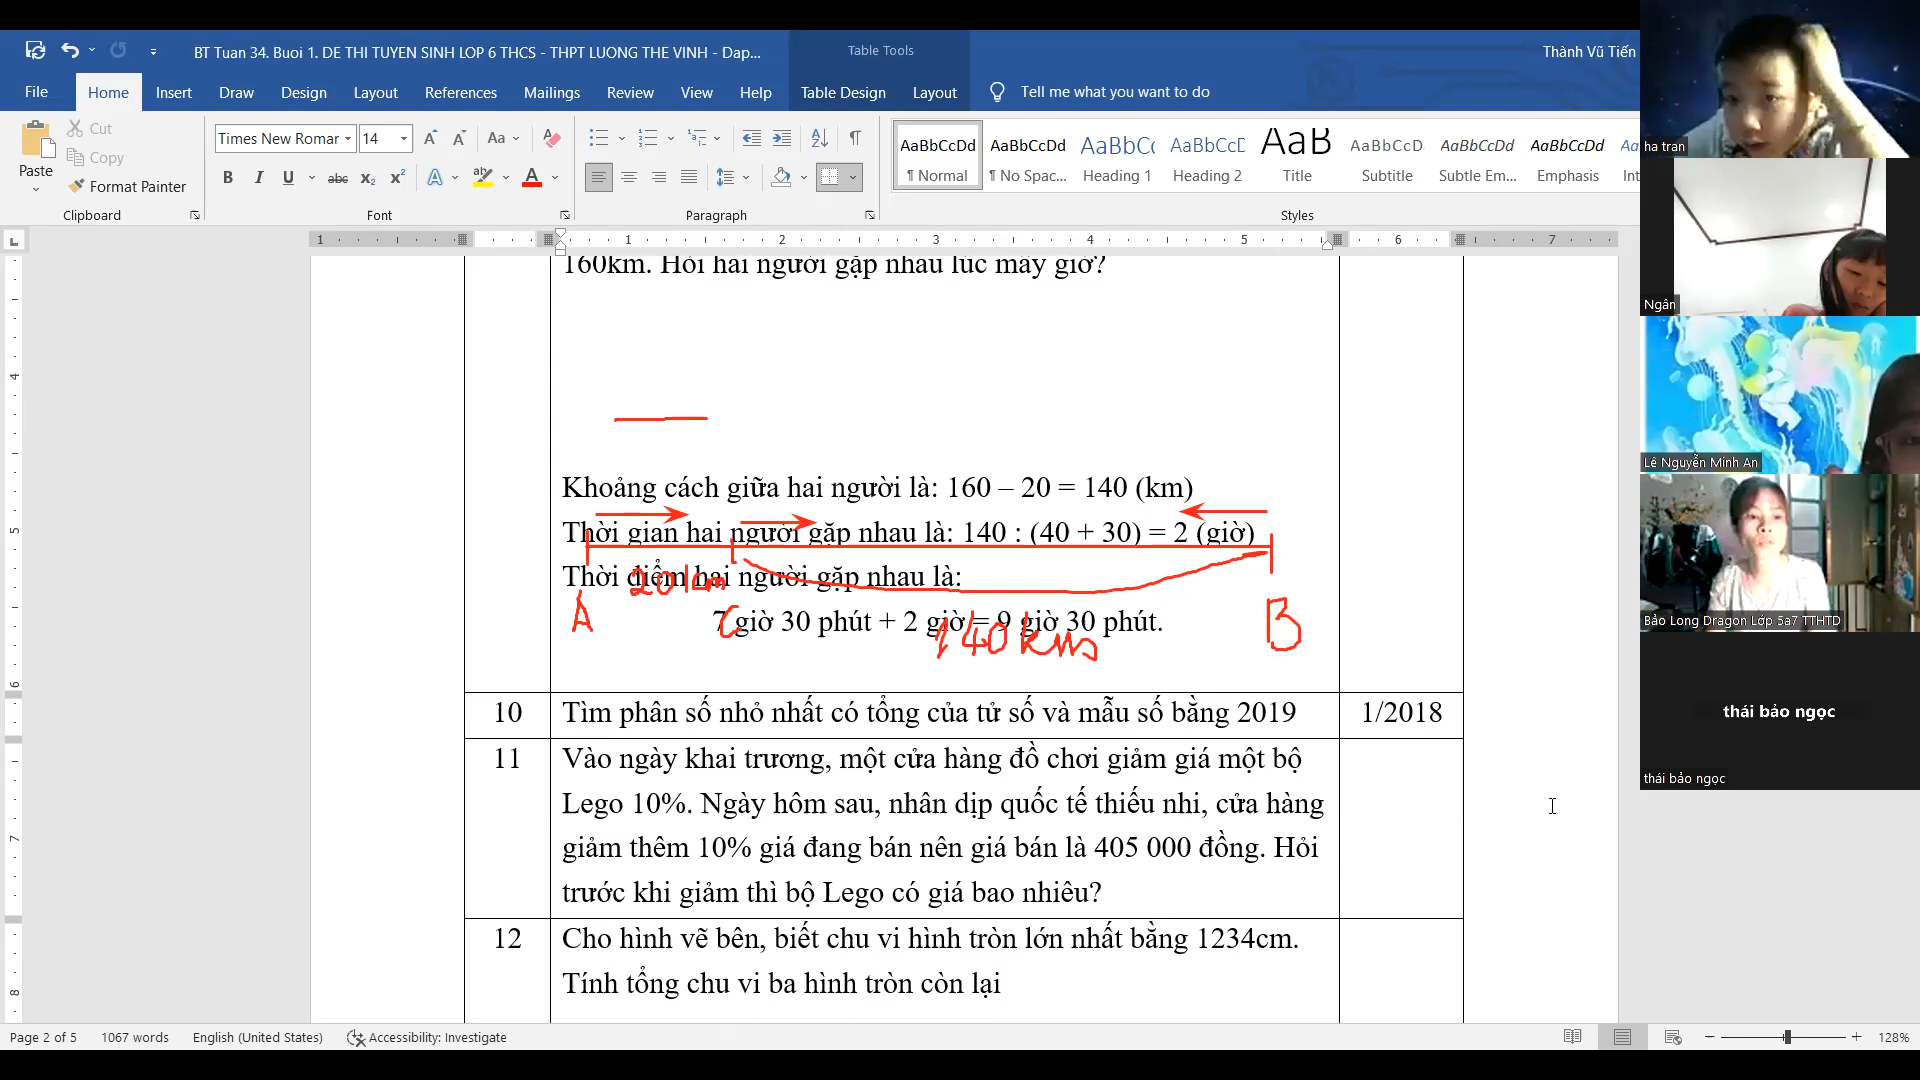 BT Tuan 34. Buoi 1. DE THI TUYEN SINH LOP 6 THCS - THPT LUONG THE VINH - Dap...
Table Tools
Thành Vũ Tiến
File Home Insert Draw Design Layout References Mailings Review View Help Table Design Layout Tell me what you want to do
Paste
Cut
Copy
Format Painter
Clipboard
Times New Romar 14
Font
Paragraph
AaBbCcDd AaBbCcDd AaBbCc AaBbCcD AaB AaBbCcD AaBbCcDd AaBbCcDd
¶ Normal ¶ No Spac... Heading 1 Heading 2 Title Subtitle Subtle Em... Emphasis
Styles
1 1 2 3 4 5 6 7
160km. Hỏi hai người gặp nhau lúc mấy giờ?
Khoảng cách giữa hai người là: 160 – 20 = 140 (km)
Thời gian hai người gặp nhau là: 140 : (40 + 30) = 2 (giờ)
Thời điểm hai người gặp nhau là:
20km
7 giờ 30 phút + 2 giờ = 9 giờ 30 phút.
A C 140km B
10 Tìm phân số nhỏ nhất có tổng của tử số và mẫu số bằng 2019 1/2018
11 Vào ngày khai trương, một cửa hàng đồ chơi giảm giá một bộ
Lego 10%. Ngày hôm sau, nhân dịp quốc tế thiếu nhi, cửa hàng
giảm thêm 10% giá đang bán nên giá bán là 405 000 đồng. Hỏi
trước khi giảm thì bộ Lego có giá bao nhiêu?
12 Cho hình vẽ bên, biết chu vi hình tròn lớn nhất bằng 1234cm.
Tính tổng chu vi ba hình tròn còn lại
Page 2 of 5 1067 words English (United States) Accessibility: Investigate 128%
ha tran
Ngân
Lê Nguyễn Minh An
Bảo Long Dragon Lớp 5a7 TTHTD
thái bảo ngọc
thái bảo ngọc